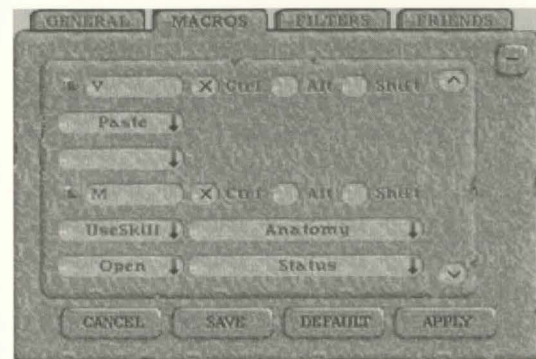 GENERAL MACROS FILTERS FRIENDS
V X Ctrl Alt Shift
Paste
M X Ctrl Alt Shift
UseSkill Anatomy
Open Status
CANCEL SAVE DEFAULT APPLY